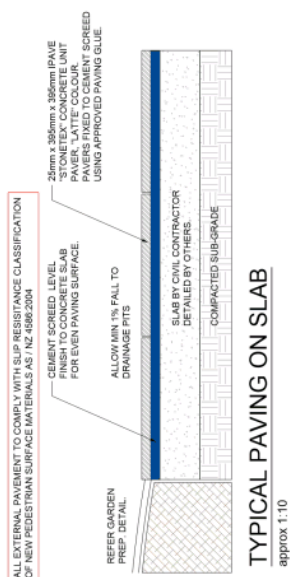 ALL EXTERNAL PAVEMENT TO COMPLY WITH SLIP RESISITANCE CLASSIFICATION
OF NEW PEDESTRIAN SURFACE MATERIALS AS / NZ 4586:2004
CEMENT SCREED LEVEL
FINISH TO CONCRETE SLAB
FOR EVEN PAVING SURFACE.
25mm x 395mm x 395mm IPAVE
"STONETEX" CONCRETE UNIT
PAVER, "LATTE" COLOUR.
PAVERS FIXED TO CEMENT SCREED
USING APPROVED PAVING GLUE.
REFER GARDEN
PREP. DETAIL.
ALLOW MIN 1% FALL TO
DRAINAGE PITS
SLAB BY CIVIL CONTRACTOR
DETAILED BY OTHERS.
COMPACTED SUB-GRADE.
TYPICAL PAVING ON SLAB
approx 1:10